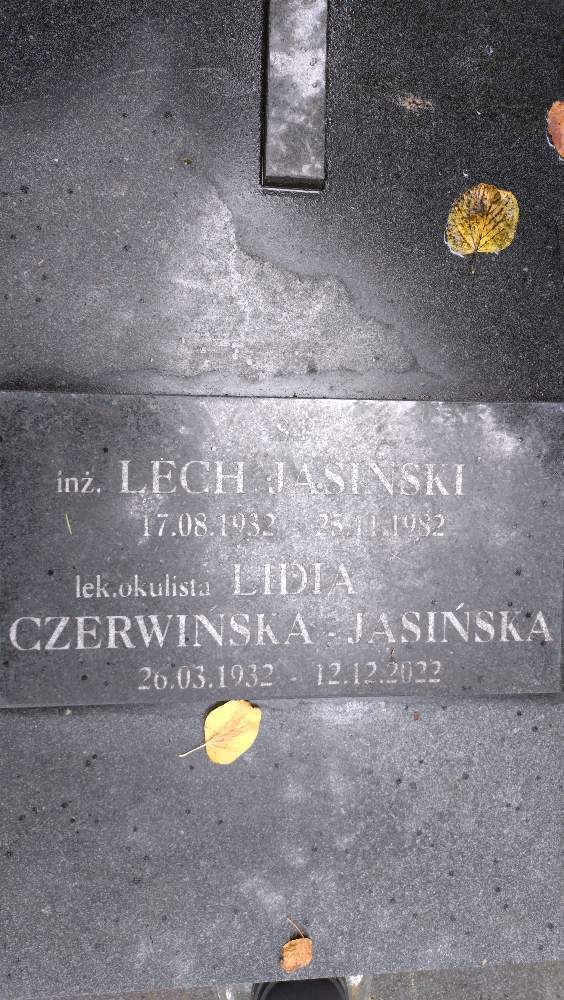 Ś.P.
inż. LECH JASIŃSKI
17.08.1932 - 25.11.1982
lek.okulista LIDIA
CZERWIŃSKA - JASIŃSKA
26.03.1932 - 12.12.2022